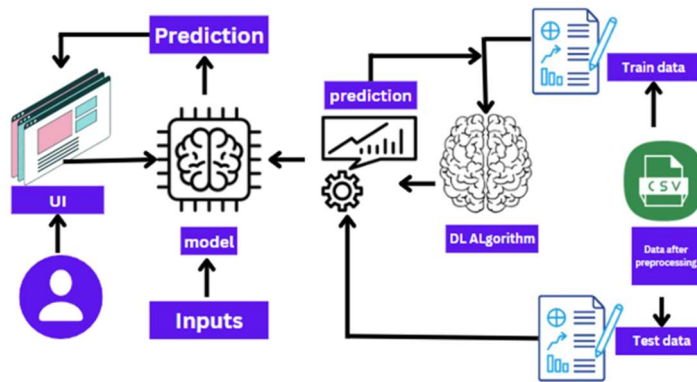 Prediction
Train data
prediction
CSV
UI
model
DL ALgorithm
Data after
preprocessing
Inputs
Test data